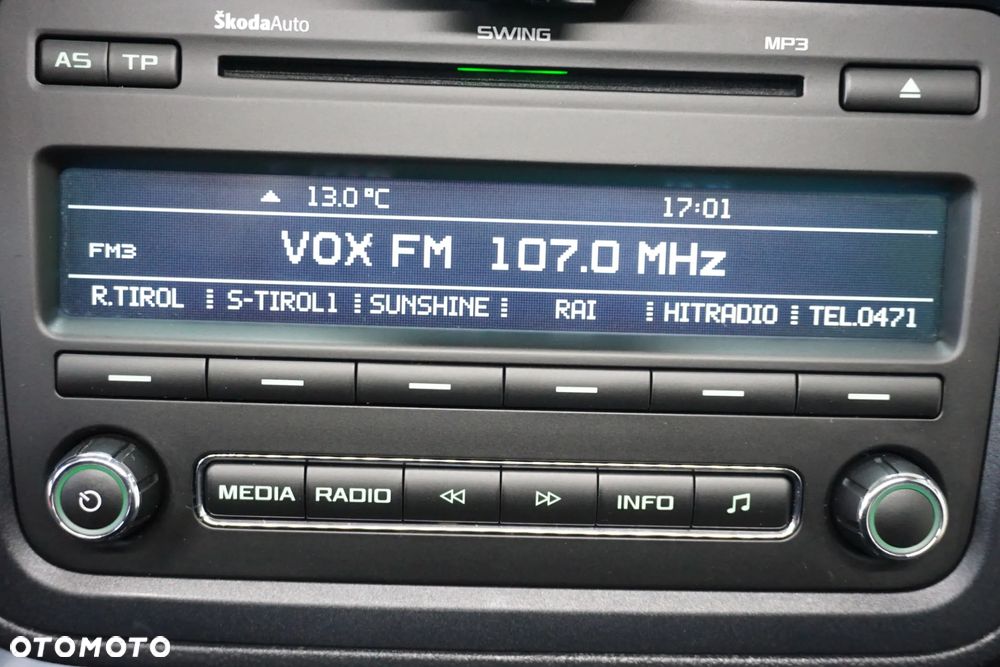 ŠkodaAuto SWING MP3
AS TP
13.0 °C 17:01
FM3 VOX FM 107.0 MHz
R.TIROL S-TIROL1 SUNSHINE RAI HITRADIO TEL.0471
MEDIA RADIO INFO
OTOMOTO